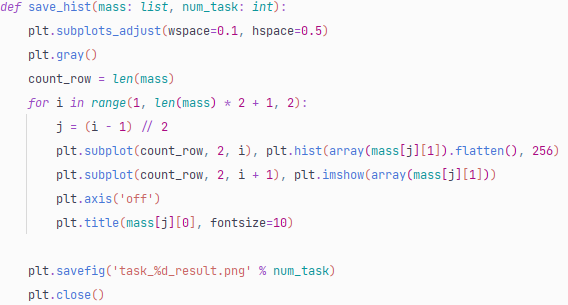 def save_hist(mass: list, num_task: int):
    plt.subplots_adjust(wspace=0.1, hspace=0.5)
    plt.gray()
    count_row = len(mass)
    for i in range(1, len(mass) * 2 + 1, 2):
        j = (i - 1) // 2
        plt.subplot(count_row, 2, i), plt.hist(array(mass[j][1]).flatten(), 256)
        plt.subplot(count_row, 2, i + 1), plt.imshow(array(mass[j][1]))
        plt.axis('off')
        plt.title(mass[j][0], fontsize=10)

    plt.savefig('task_%d_result.png' % num_task)
    plt.close()